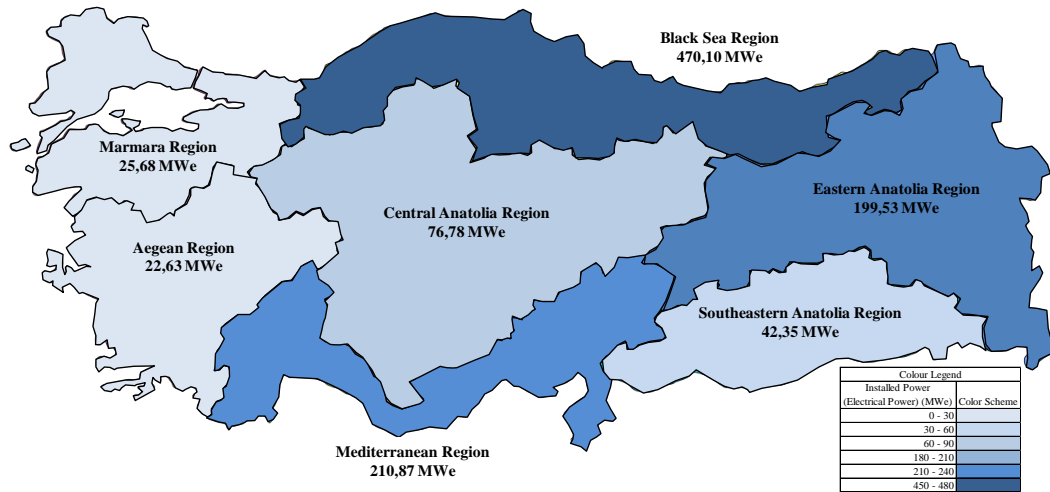 Black Sea Region
470,10 MWe
Marmara Region
25,68 MWe
Eastern Anatolia Region
199,53 MWe
Central Anatolia Region
76,78 MWe
Aegean Region
22,63 MWe
Southeastern Anatolia Region
42,35 MWe
Mediterranean Region
210,87 MWe
Colour Legend
Installed Power
(Electrical Power) (MWe) Color Scheme
0 - 30
30 - 60
60 - 90
180 - 210
210 - 240
450 - 480